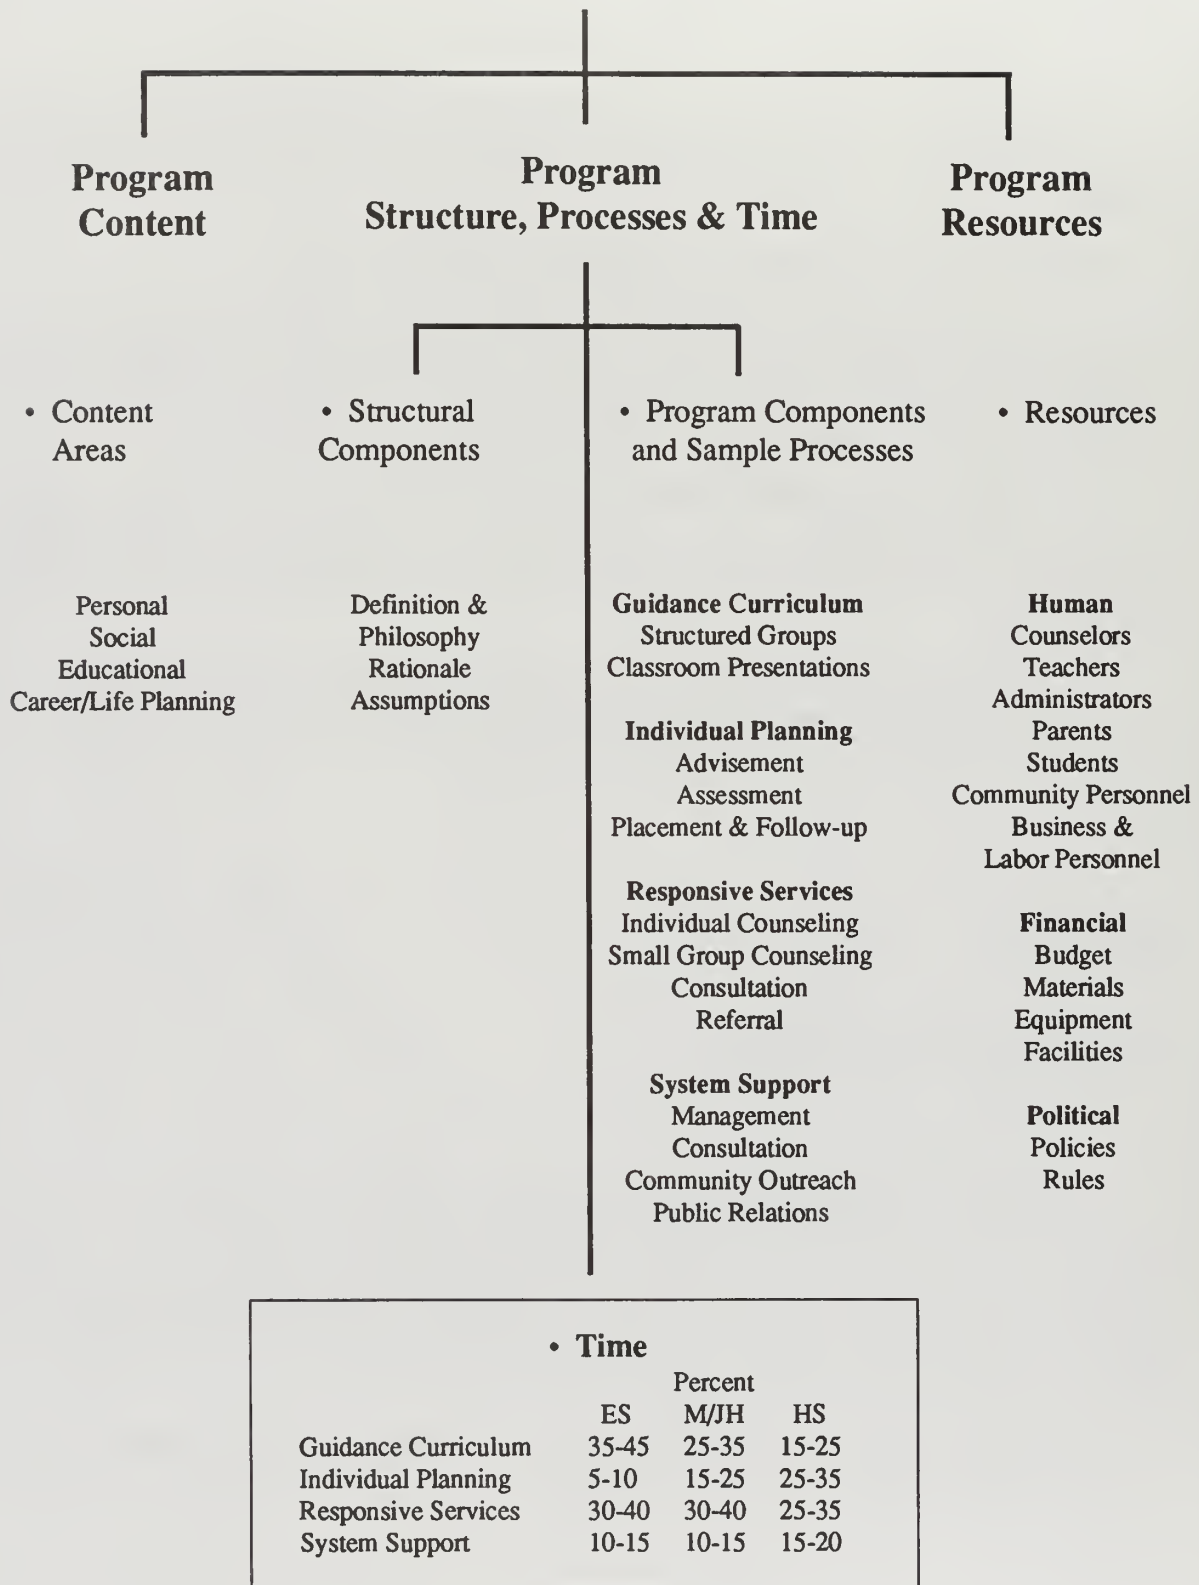 Program
Content
Program
Structure, Processes & Time
Program
Resources
• Content
Areas
• Structural
Components
• Program Components
and Sample Processes
• Resources
Personal
Social
Educational
Career/Life Planning
Definition &
Philosophy
Rationale
Assumptions
Guidance Curriculum
Structured Groups
Classroom Presentations
Individual Planning
Advisement
Assessment
Placement & Follow-up
Responsive Services
Individual Counseling
Small Group Counseling
Consultation
Referral
System Support
Management
Consultation
Community Outreach
Public Relations
Human
Counselors
Teachers
Administrators
Parents
Students
Community Personnel
Business &
Labor Personnel
Financial
Budget
Materials
Equipment
Facilities
Political
Policies
Rules
• Time
Percent
ES M/JH HS
Guidance Curriculum 35-45 25-35 15-25
Individual Planning 5-10 15-25 25-35
Responsive Services 30-40 30-40 25-35
System Support 10-15 10-15 15-20